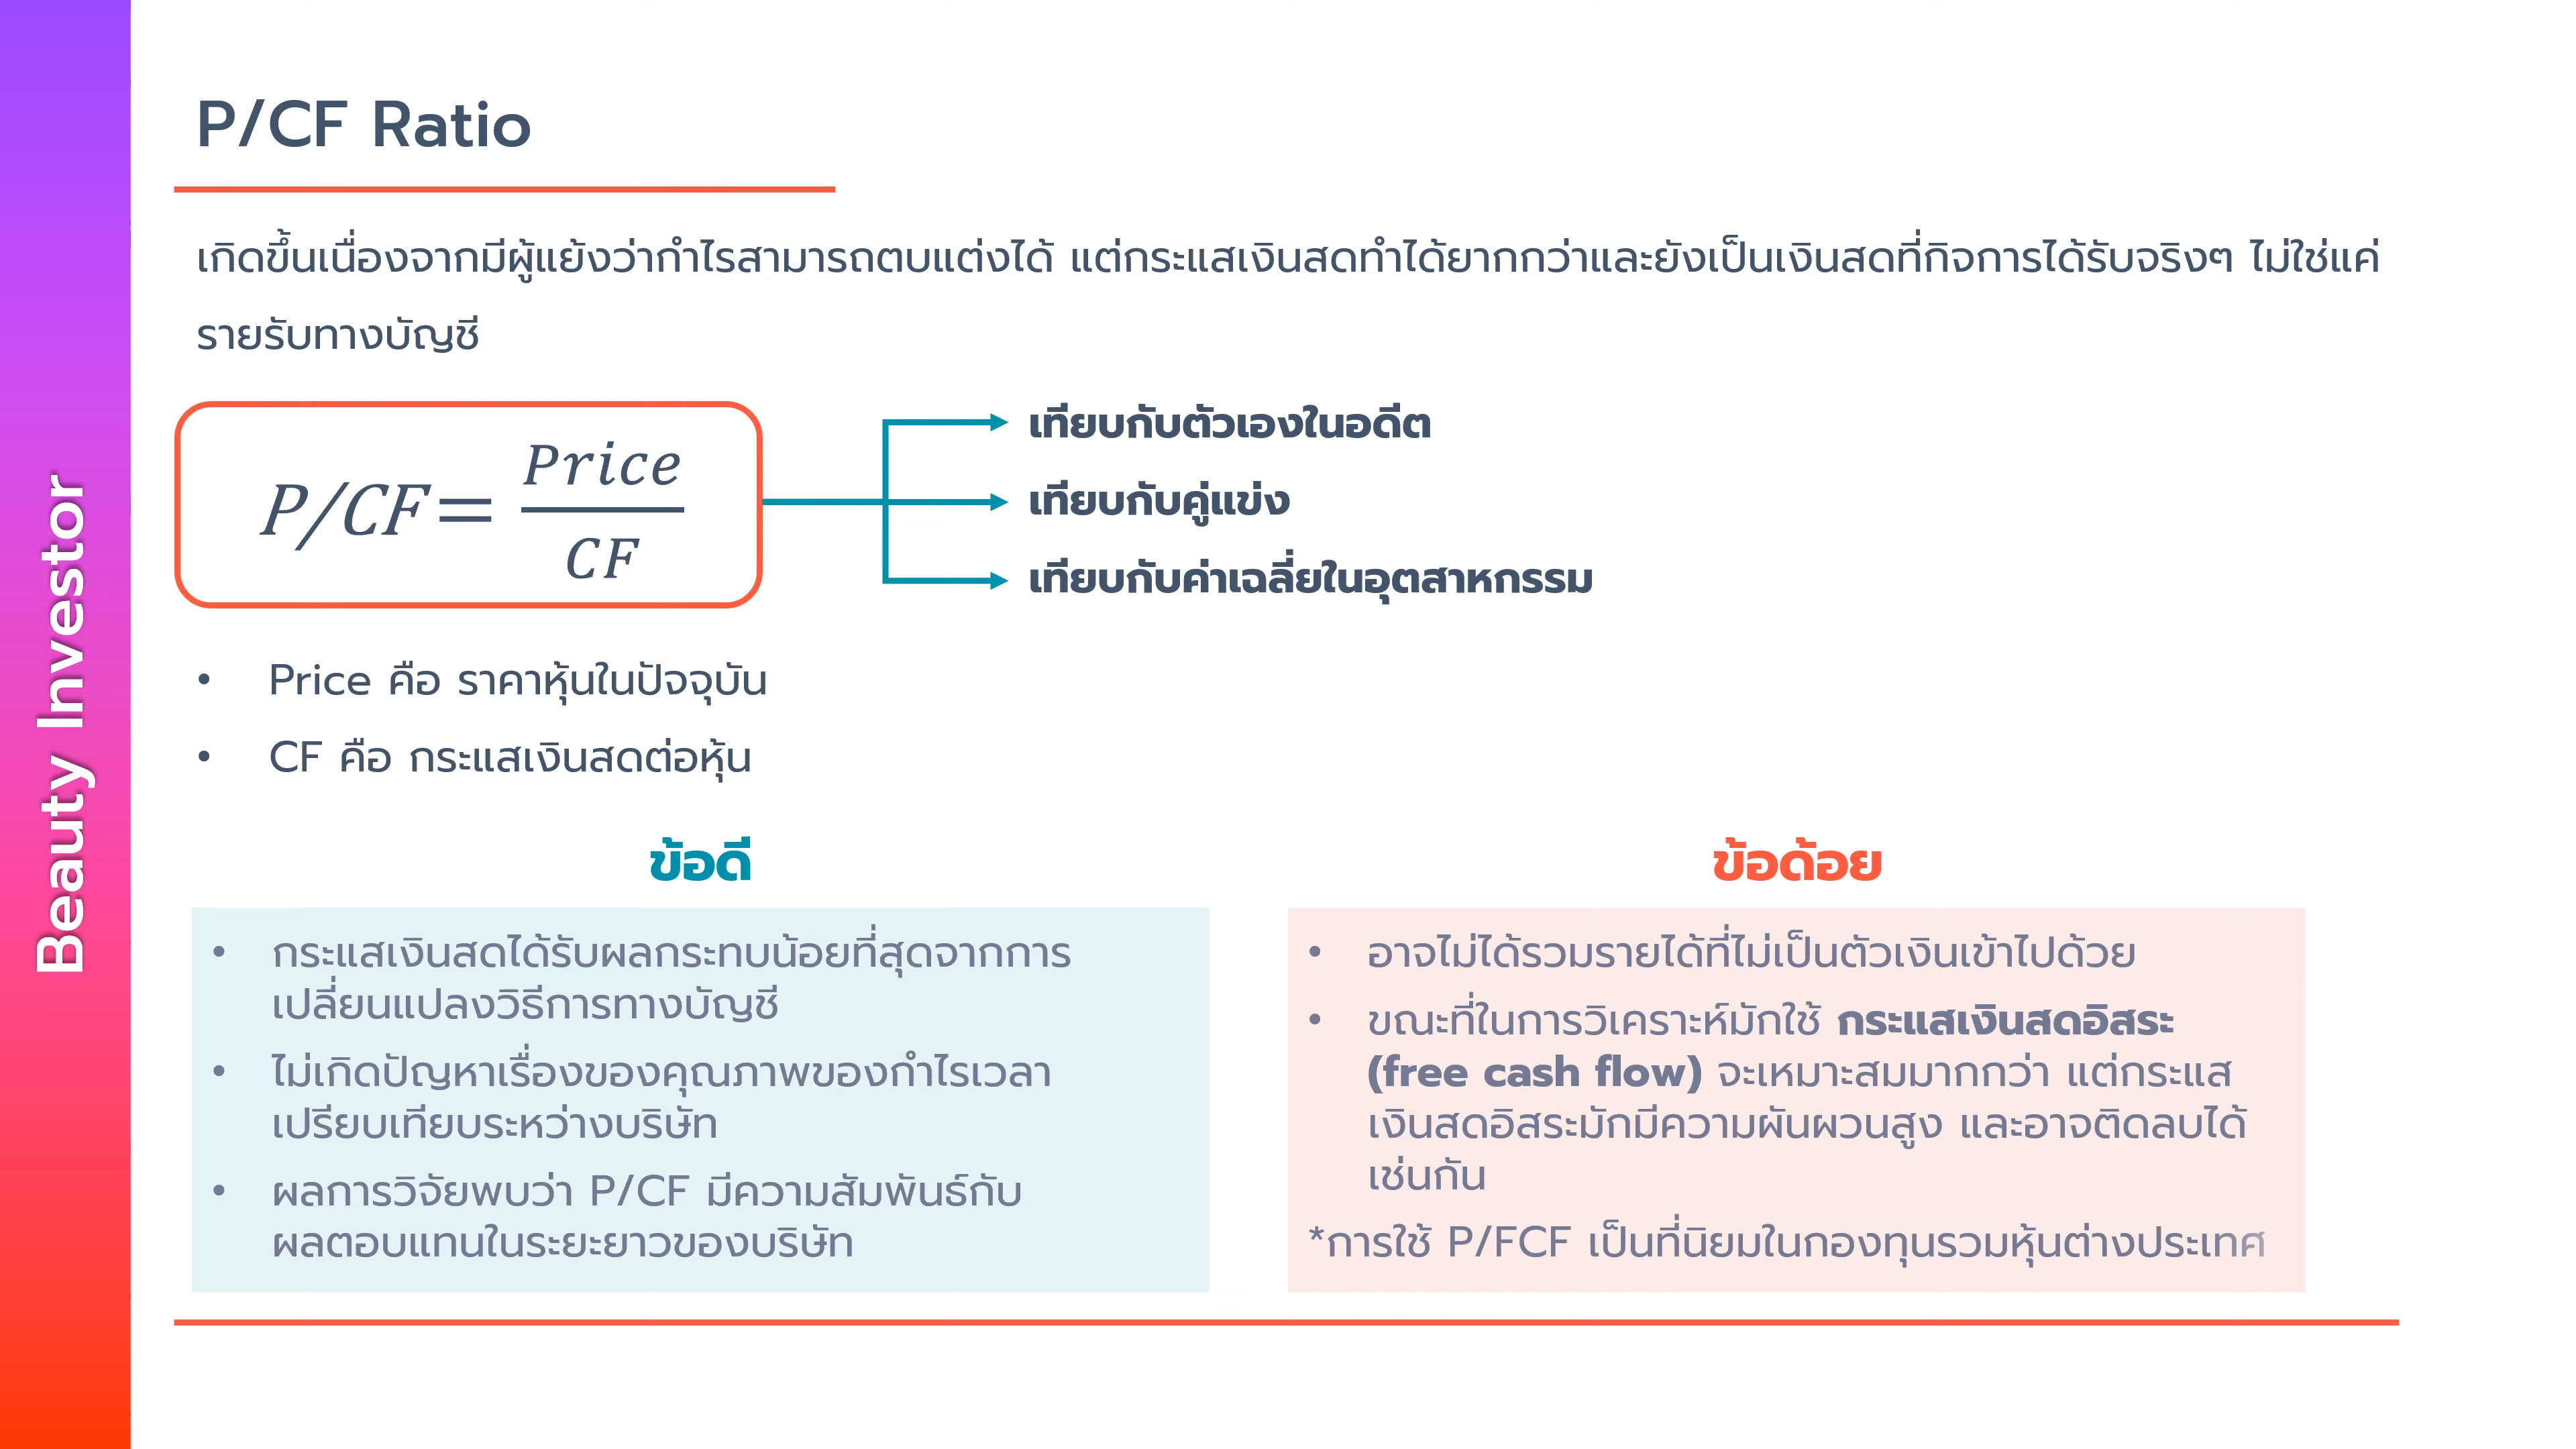 P/CF Ratio
เกิดขึ้นเนื่องจากมีผู้แย้งว่ากำไรสามารถตบแต่งได้ แต่กระแสเงินสดทำได้ยากกว่าและยังเป็นเงินสดที่กิจการได้รับจริงๆ ไม่ใช่แค่
รายรับทางบัญชี
P/CF= Price
CF
เทียบกับตัวเองในอดีต
เทียบกับคู่แข่ง
เทียบกับค่าเฉลี่ยในอุตสาหกรรม
• Price คือ ราคาหุ้นในปัจจุบัน
• CF คือ กระแสเงินสดต่อหุ้น
ข้อดี
• กระแสเงินสดได้รับผลกระทบน้อยที่สุดจากการ
เปลี่ยนแปลงวิธีการทางบัญชี
• ไม่เกิดปัญหาเรื่องของคุณภาพของกำไรเวลา
เปรียบเทียบระหว่างบริษัท
• ผลการวิจัยพบว่า P/CF มีความสัมพันธ์กับ
ผลตอบแทนในระยะยาวของบริษัท
ข้อด้อย
• อาจไม่ได้รวมรายได้ที่ไม่เป็นตัวเงินเข้าไปด้วย
• ขณะที่ในการวิเคราะห์มักใช้ กระแสเงินสดอิสระ
(free cash flow) จะเหมาะสมมากกว่า แต่กระแส
เงินสดอิสระมักมีความผันผวนสูง และอาจติดลบได้
เช่นกัน
*การใช้ P/FCF เป็นที่นิยมในกองทุนรวมหุ้นต่างประเทศ
Beauty Investor